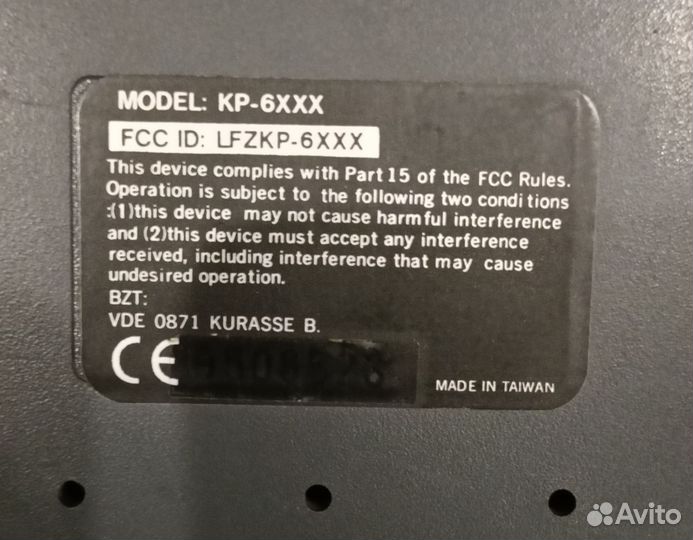 MODEL: KP-6XXX
FCC ID: LFZKP-6XXX
This device complies with Part 15 of the FCC Rules.
Operation is subject to the following two conditions
:(1)this device may not cause harmful interference
and (2)this device must accept any interference
received, including interference that may cause
undesired operation.
BZT:
VDE 0871 KURASSE B.
CE
MADE IN TAIWAN
Avito